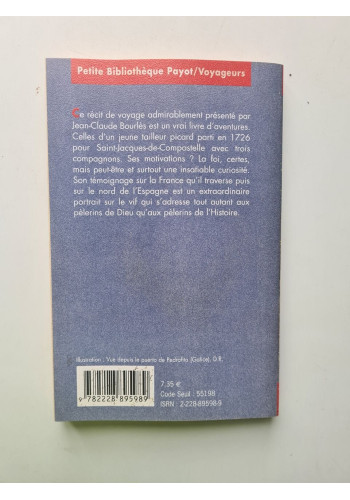 Petite Bibliothèque Payot/Voyageurs
Ce récit de voyage admirablement présenté par
Jean-Claude Bourlès est un vrai livre d'aventures.
Celles d'un jeune tailleur picard parti en 1726
pour Saint-Jacques-de-Compostelle avec trois
compagnons. Ses motivations ? La foi, certes,
mais peut-être et surtout une insatiable curiosité.
Son témoignage sur la France qu'il traverse puis
sur le nord de l'Espagne est un extraordinaire
portrait sur le vif qui s'adresse tout autant aux
pèlerins de Dieu qu'aux pèlerins de l'Histoire.
Illustration : Vue depuis le puerto de Pedrafita (Galice), D.R.
7,95 €
Code Seuil : 55198
ISBN : 2-228-89598-9
9 782228 895989